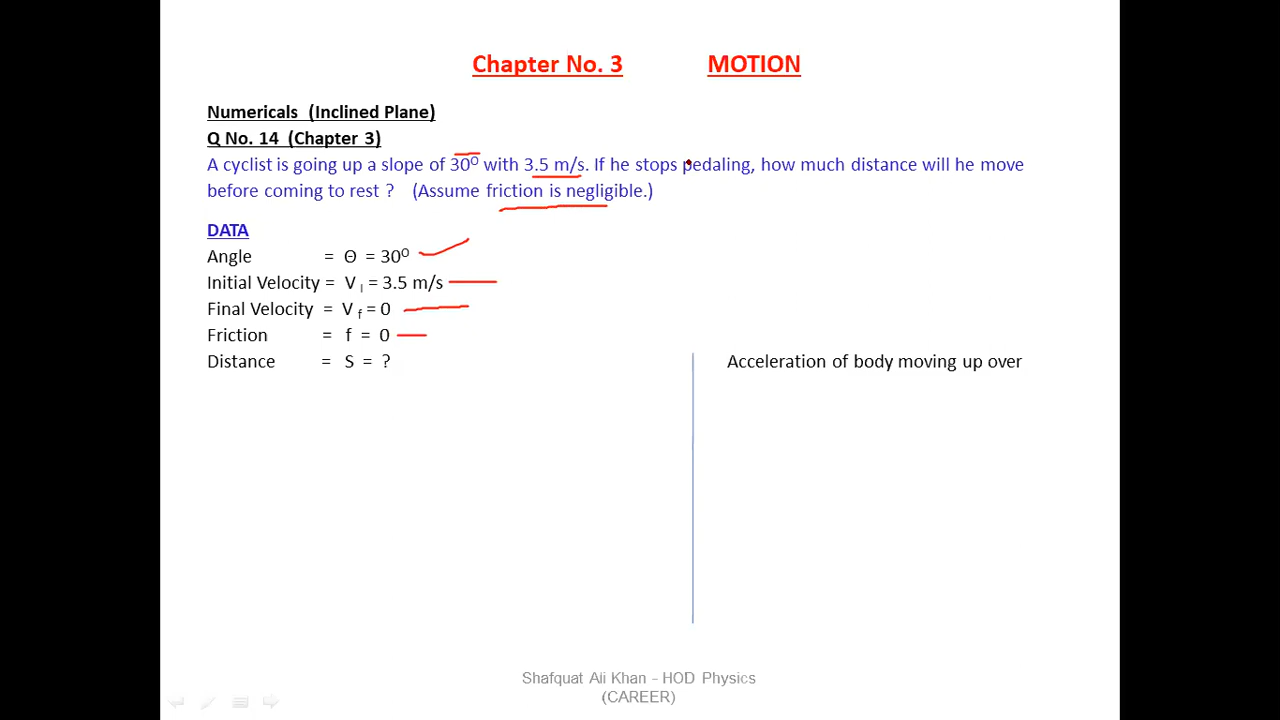 Chapter No. 3 MOTION
Numericals (Inclined Plane)
Q No. 14 (Chapter 3)
A cyclist is going up a slope of 30⁰ with 3.5 m/s. If he stops pedaling, how much distance will he move
before coming to rest ? (Assume friction is negligible.)
DATA
Angle = Θ = 30⁰
Initial Velocity = V I = 3.5 m/s
Final Velocity = V f = 0
Friction = f = 0
Distance = S = ?
Acceleration of body moving up over
Shafquat Ali Khan - HOD Physics
(CAREER)